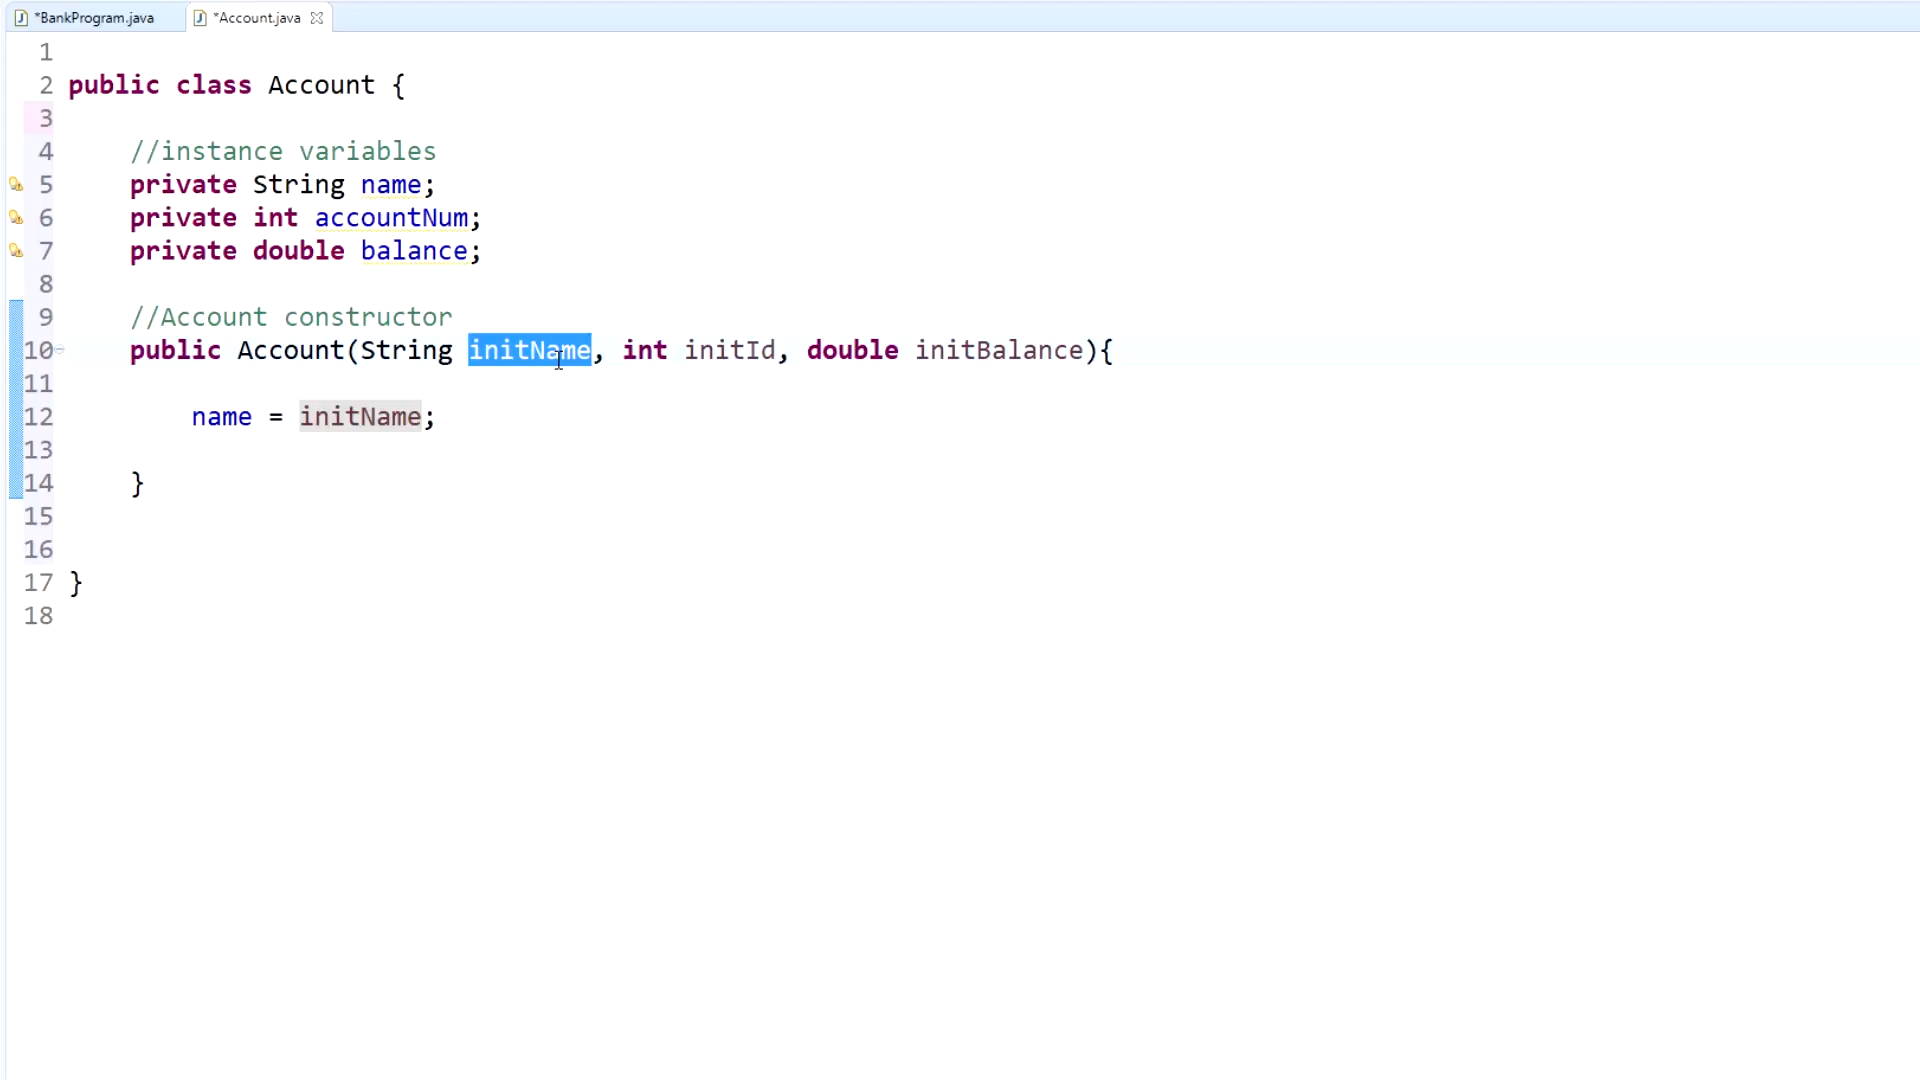 *BankProgram.java *Account.java
1
2 public class Account {
3
4 //instance variables
5 private String name;
6 private int accountNum;
7 private double balance;
8
9 //Account constructor
10 public Account(String initName, int initId, double initBalance){
11
12 name = initName;
13
14 }
15
16
17 }
18